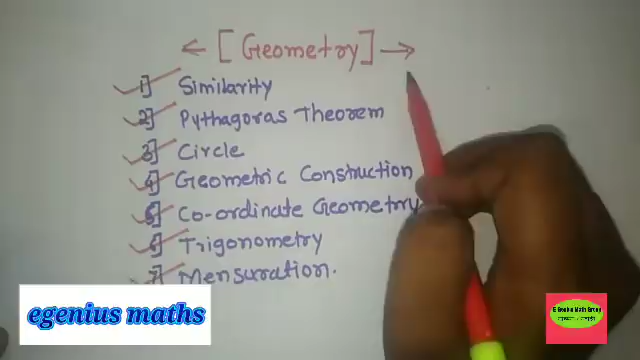 ← [Geometry] →
1] Similarity
2] Pythagoras Theorem
3] Circle
4] Geometric Construction
5] Co-ordinate Geometry
6] Trigonometry
7] Mensuration.
egenius maths